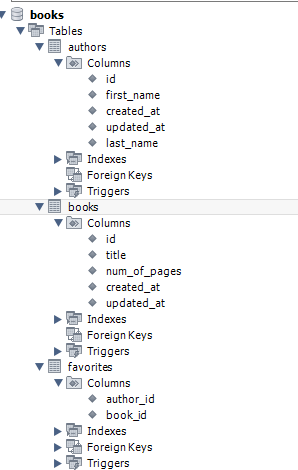 books
Tables
authors
Columns
id
first_name
created_at
updated_at
last_name
Indexes
Foreign Keys
Triggers
books
Columns
id
title
num_of_pages
created_at
updated_at
Indexes
Foreign Keys
Triggers
favorites
Columns
author_id
book_id
Indexes
Foreign Keys
Triggers